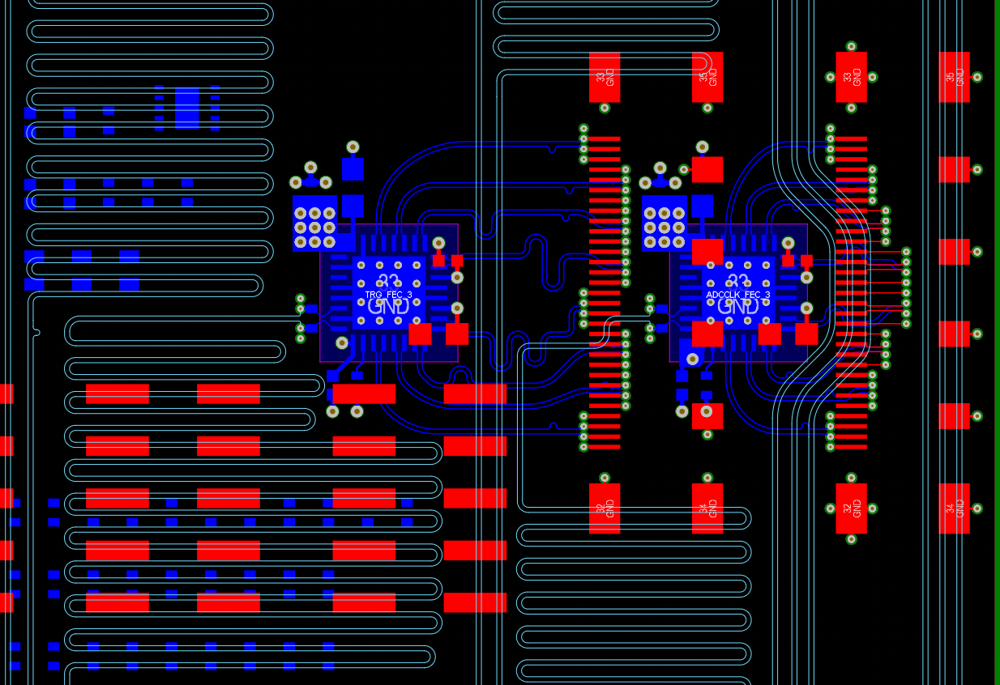 33
GND
35
GND
33
GND
35
GND
33
TRG_FEC_3
GND
33
ADCCLK_FEC_3
GND
32
GND
34
GND
32
GND
34
GND